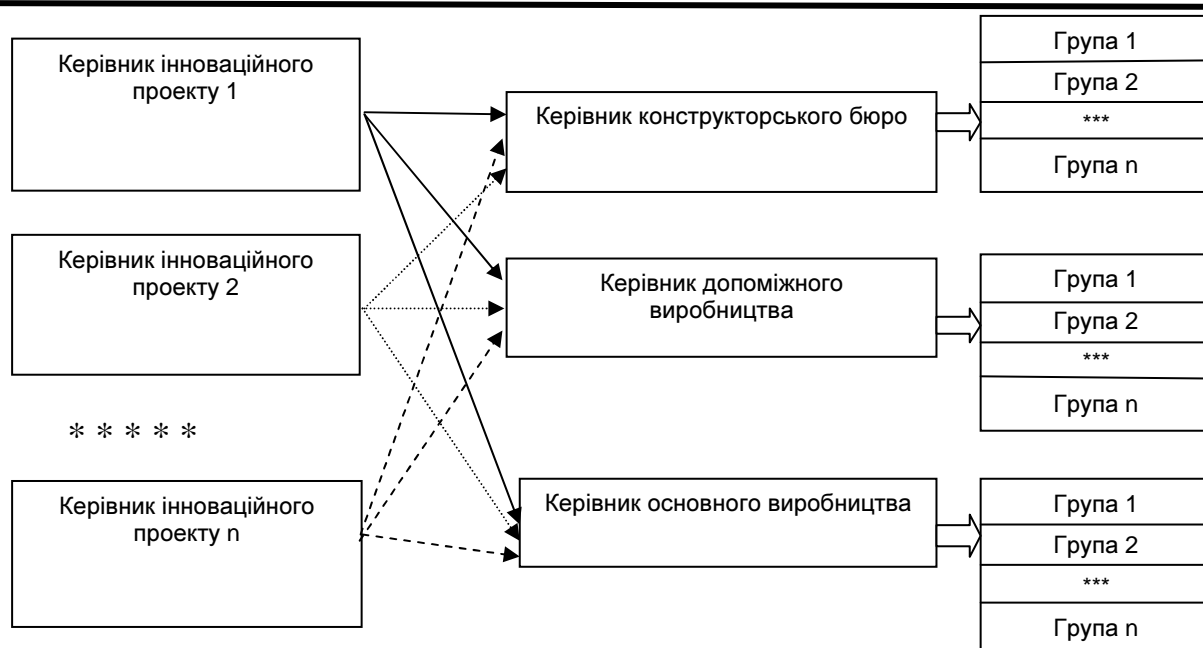 Керівник інноваційного
проекту 1
Керівник конструкторського бюро
Група 1
Група 2
***
Група n
Керівник інноваційного
проекту 2
Керівник допоміжного
виробництва
Група 1
Група 2
***
Група n
* * * * *
Керівник інноваційного
проекту n
Керівник основного виробництва
Група 1
Група 2
***
Група n